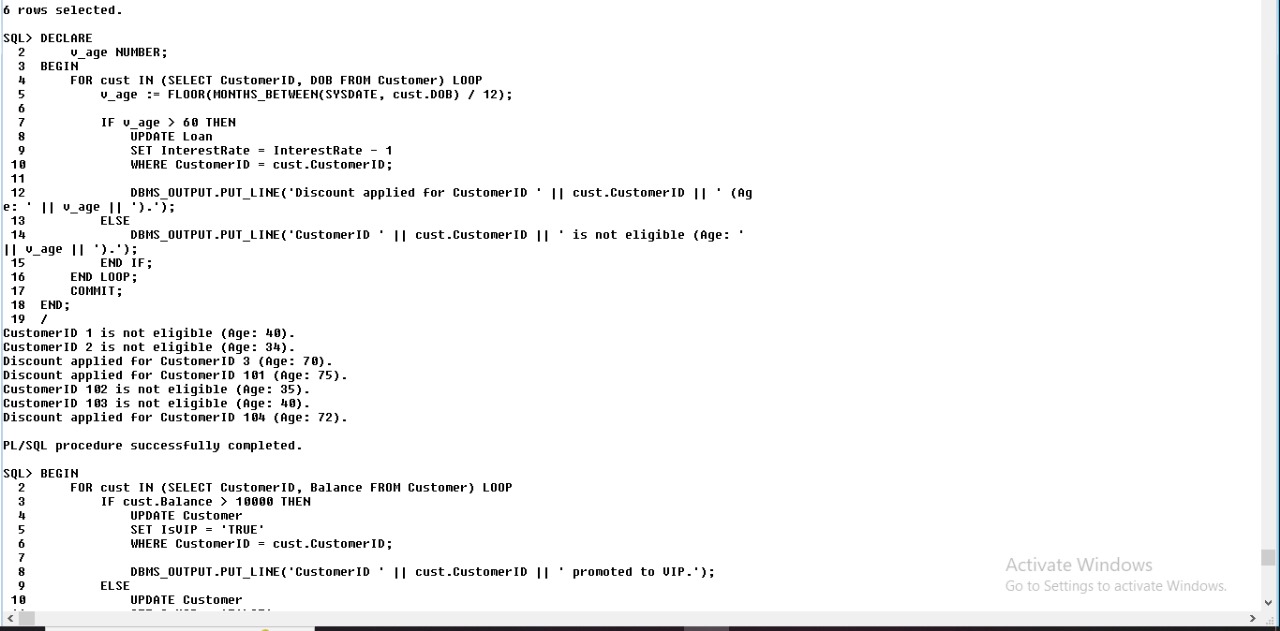 6 rows selected.
SQL> DECLARE
2 v_age NUMBER;
3 BEGIN
4 FOR cust IN (SELECT CustomerID, DOB FROM Customer) LOOP
5 v_age := FLOOR(MONTHS_BETWEEN(SYSDATE, cust.DOB) / 12);
6
7 IF v_age > 60 THEN
8 UPDATE Loan
9 SET InterestRate = InterestRate - 1
10 WHERE CustomerID = cust.CustomerID;
11
12 DBMS_OUTPUT.PUT_LINE('Discount applied for CustomerID ' || cust.CustomerID || ' (Ag
e: ' || v_age || ').');
13 ELSE
14 DBMS_OUTPUT.PUT_LINE('CustomerID ' || cust.CustomerID || ' is not eligible (Age: '
|| v_age || ').');
15 END IF;
16 END LOOP;
17 COMMIT;
18 END;
19 /
CustomerID 1 is not eligible (Age: 40).
CustomerID 2 is not eligible (Age: 34).
Discount applied for CustomerID 3 (Age: 70).
Discount applied for CustomerID 101 (Age: 75).
CustomerID 102 is not eligible (Age: 35).
CustomerID 103 is not eligible (Age: 40).
Discount applied for CustomerID 104 (Age: 72).
PL/SQL procedure successfully completed.
SQL> BEGIN
2 FOR cust IN (SELECT CustomerID, Balance FROM Customer) LOOP
3 IF cust.Balance > 10000 THEN
4 UPDATE Customer
5 SET IsVIP = 'TRUE'
6 WHERE CustomerID = cust.CustomerID;
7
8 DBMS_OUTPUT.PUT_LINE('CustomerID ' || cust.CustomerID || ' promoted to VIP.');
9 ELSE
10 UPDATE Customer
Activate Windows
Go to Settings to activate Windows.